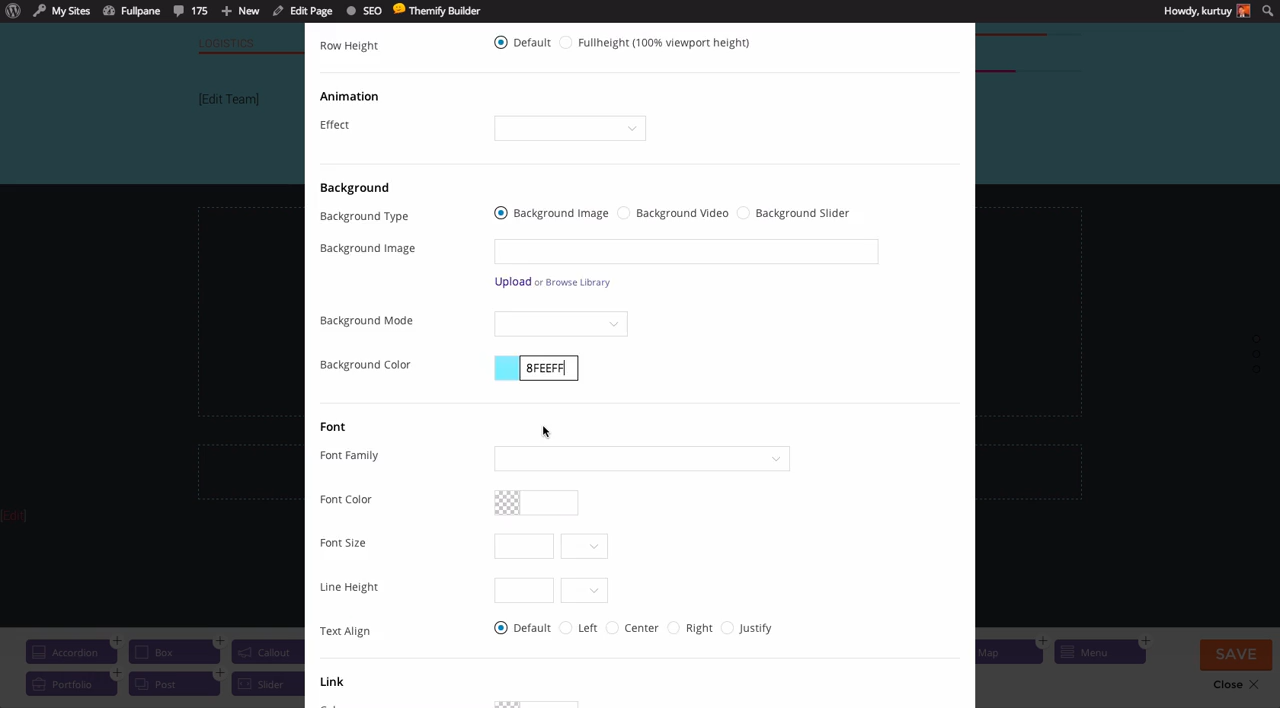 My Sites Fullpane 175 New Edit Page SEO Themify Builder Howdy, kurtuy
LOGISTICS
[Edit Team]
Row Height Default Fullheight (100% viewport height)
Animation
Effect
Background
Background Type Background Image Background Video Background Slider
Background Image
Upload or Browse Library
Background Mode
Background Color 8FEEFF
Font
Font Family
Font Color
[Edit]
Font Size
Line Height
Text Align Default Left Center Right Justify
Accordion Box Callout Map Menu SAVE
Link
Portfolio Post Slider Close